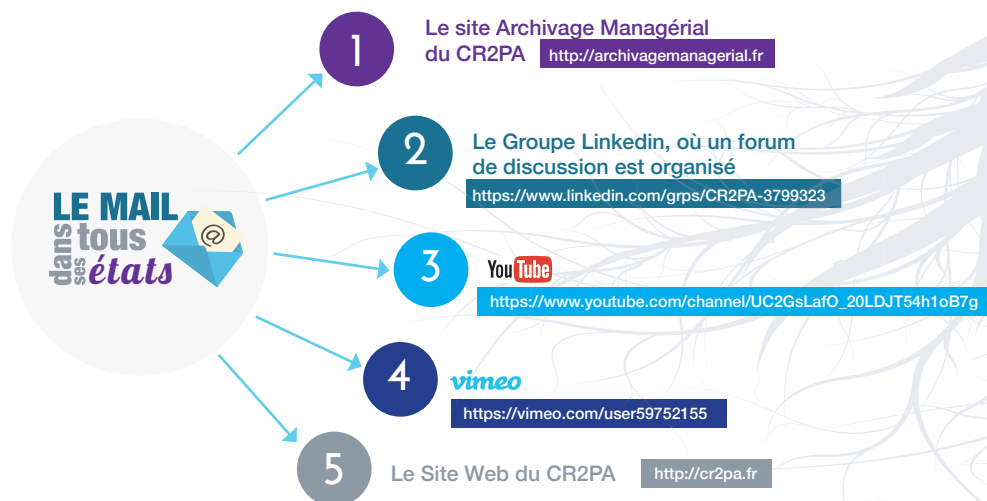 LE MAIL
dans tous
ses états
@
1
Le site Archivage Managérial
du CR2PA http://archivagemanagerial.fr
2
Le Groupe Linkedin, où un forum
de discussion est organisé
https://www.linkedin.com/grps/CR2PA-3799323
3
YouTube
https://www.youtube.com/channel/UC2GsLafO_20LDJT54h1oB7g
4
vimeo
https://vimeo.com/user59752155
5
Le Site Web du CR2PA http://cr2pa.fr